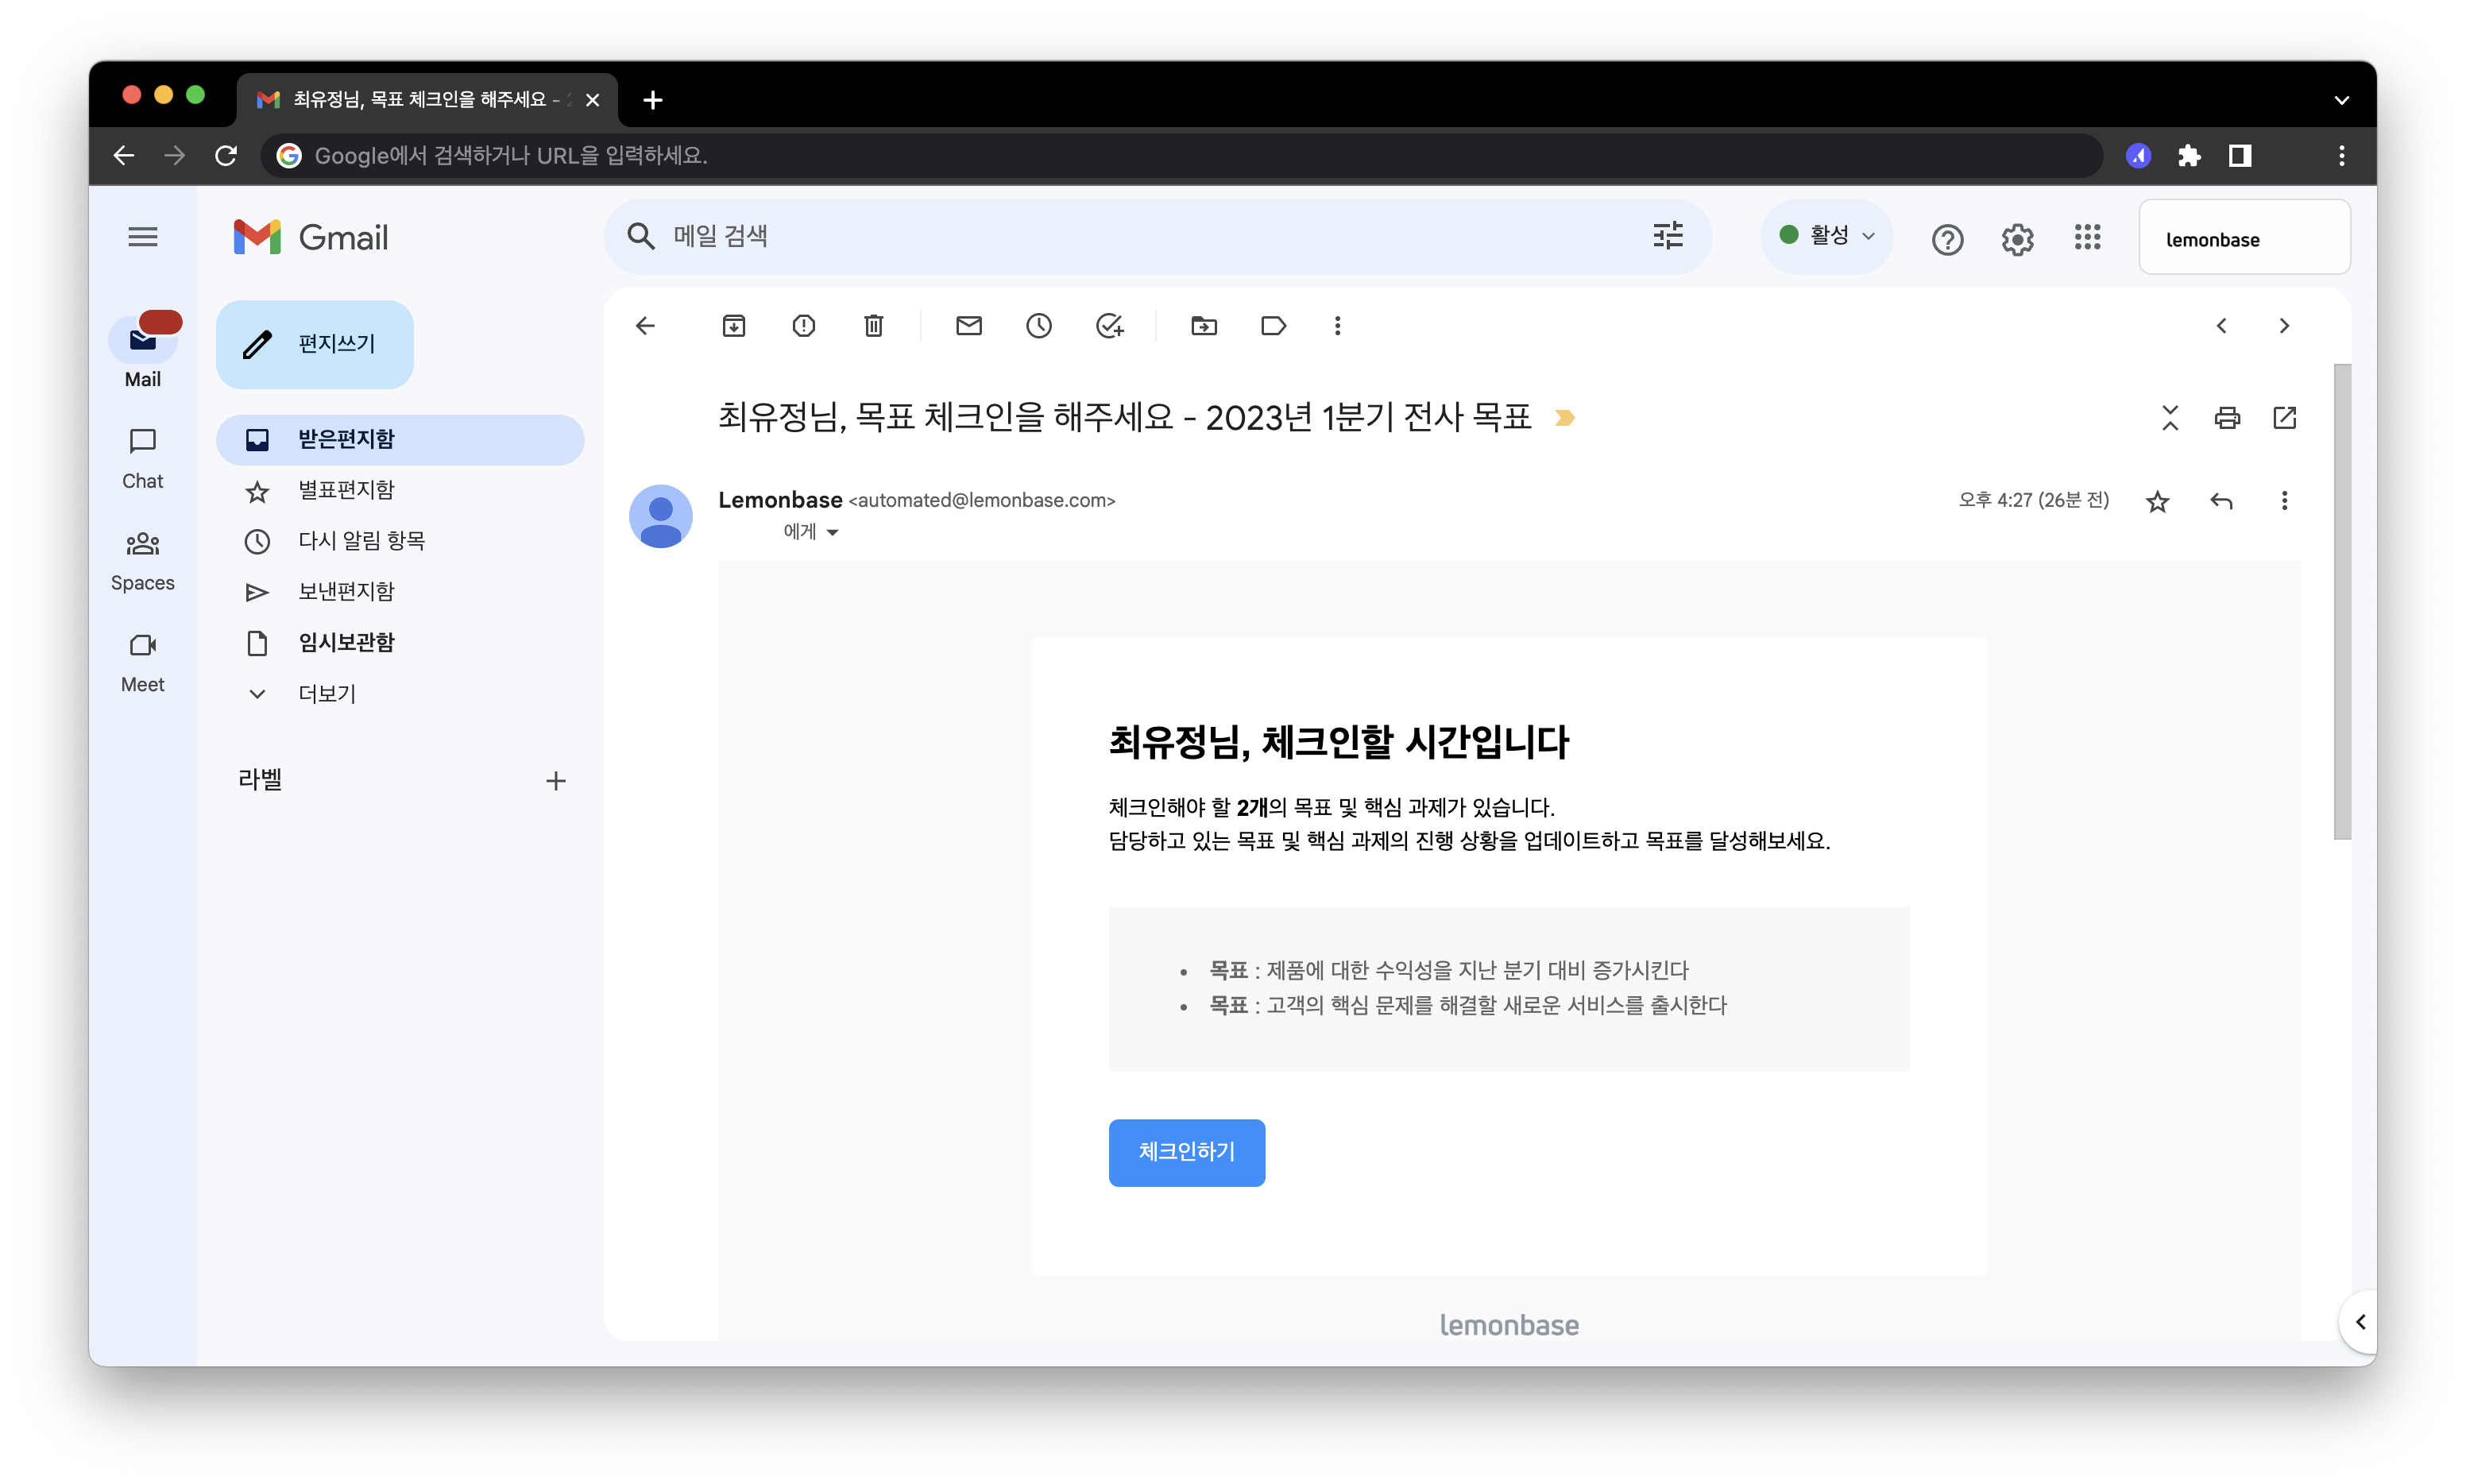 최유정님, 목표 체크인을 해주세요 -
Google에서 검색하거나 URL을 입력하세요.
Gmail
메일 검색
활성
lemonbase
Mail
Chat
Spaces
Meet
편지쓰기
받은편지함
별표편지함
다시 알림 항목
보낸편지함
임시보관함
더보기
라벨
최유정님, 목표 체크인을 해주세요 - 2023년 1분기 전사 목표
Lemonbase <automated@lemonbase.com>
오후 4:27 (26분 전)
에게
최유정님, 체크인할 시간입니다
체크인해야 할 2개의 목표 및 핵심 과제가 있습니다.
담당하고 있는 목표 및 핵심 과제의 진행 상황을 업데이트하고 목표를 달성해보세요.
• 목표 : 제품에 대한 수익성을 지난 분기 대비 증가시킨다
• 목표 : 고객의 핵심 문제를 해결할 새로운 서비스를 출시한다
체크인하기
lemonbase